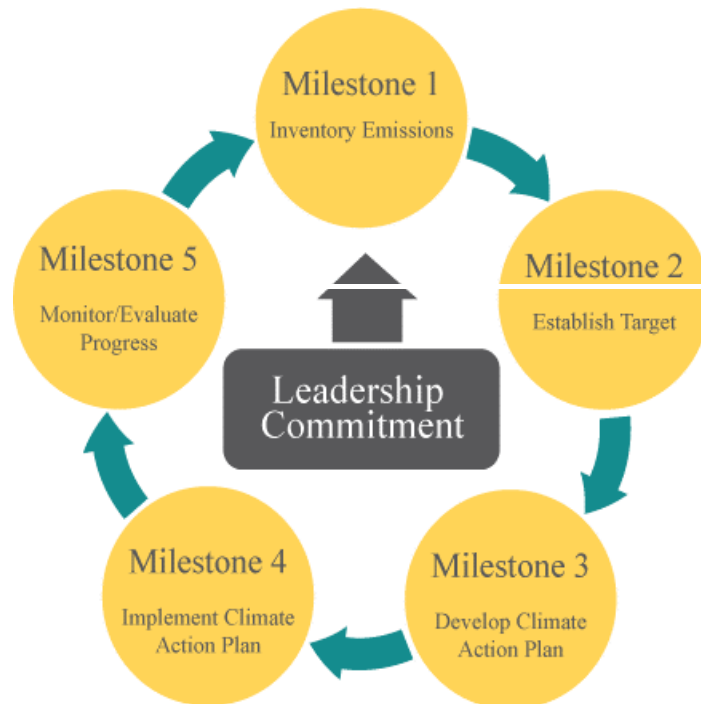 Milestone 1
Inventory Emissions
Milestone 2
Establish Target
Milestone 3
Develop Climate
Action Plan
Milestone 4
Implement Climate
Action Plan
Milestone 5
Monitor/Evaluate
Progress
Leadership
Commitment